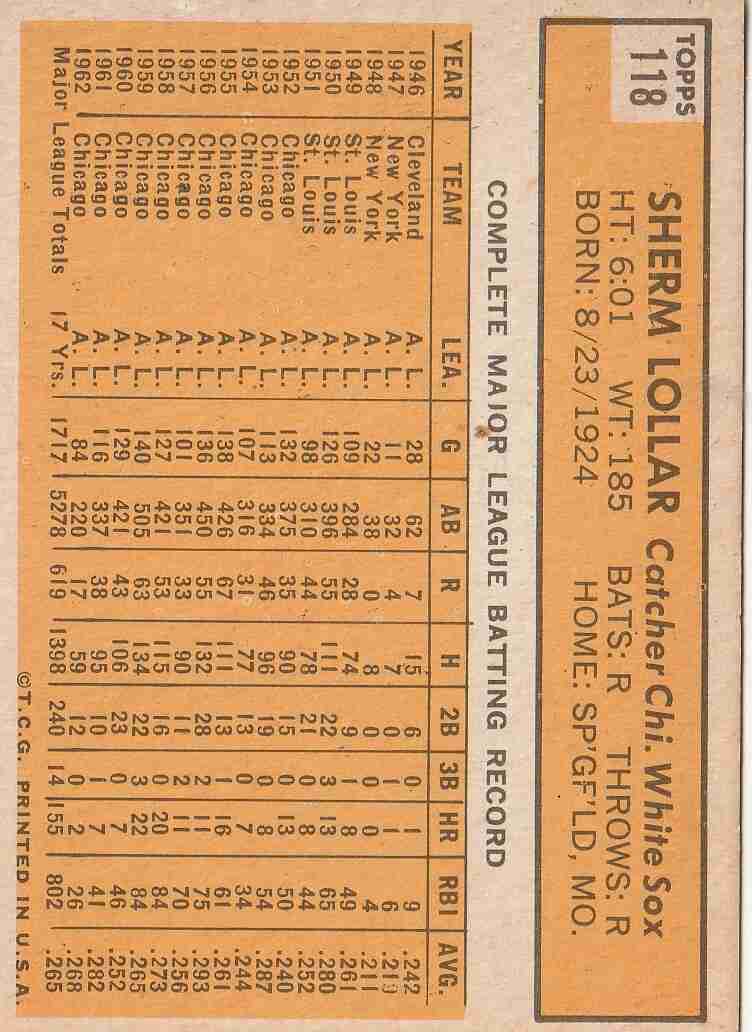 TOPPS
118
SHERM LOLLAR Catcher Chi. White Sox
HT: 6:01 WT: 185 BATS: R THROWS: R
BORN: 8/23/1924 HOME: SP'GF'LD, MO.
COMPLETE MAJOR LEAGUE BATTING RECORD
YEAR TEAM LEA. G AB R H 2B 3B HR RBI AVG.
1946 Cleveland A. L. 28 62 7 15 6 0 1 9 .242
1947 New York A. L. 11 32 4 7 0 1 1 6 .219
1948 New York A. L. 22 38 0 8 0 0 0 4 .211
1949 St. Louis A. L. 109 284 28 74 9 1 8 49 .261
1950 St. Louis A. L. 126 396 55 111 22 3 13 65 .280
1951 St. Louis A. L. 98 310 44 78 21 0 8 44 .252
1952 Chicago A. L. 132 375 35 90 15 0 13 50 .240
1953 Chicago A. L. 113 334 46 96 19 0 8 54 .287
1954 Chicago A. L. 107 316 31 77 13 0 7 34 .244
1955 Chicago A. L. 138 426 67 111 13 1 16 61 .261
1956 Chicago A. L. 136 450 55 132 28 2 11 75 .293
1957 Chicago A. L. 101 351 33 90 11 2 11 70 .256
1958 Chicago A. L. 127 421 53 115 16 0 20 84 .273
1959 Chicago A. L. 140 505 63 134 22 3 22 84 .265
1960 Chicago A. L. 129 421 43 106 23 0 7 46 .252
1961 Chicago A. L. 116 337 38 95 10 1 7 41 .282
1962 Chicago A. L. 84 220 17 59 12 0 2 26 .268
Major League Totals 17 Yrs. 1717 5278 619 1398 240 14 155 802 .265
©T.C.G. PRINTED IN U.S.A.